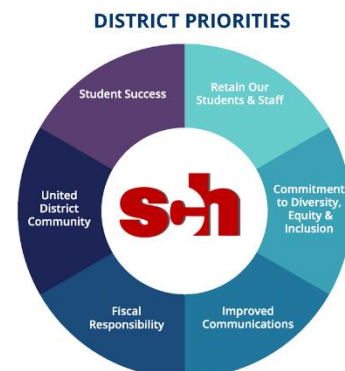 DISTRICT PRIORITIES
Student Success
Retain Our
Students & Staff
United
District
Community
sch
Commitment
to Diversity,
Equity &
Inclusion
Fiscal
Responsibility
Improved
Communications